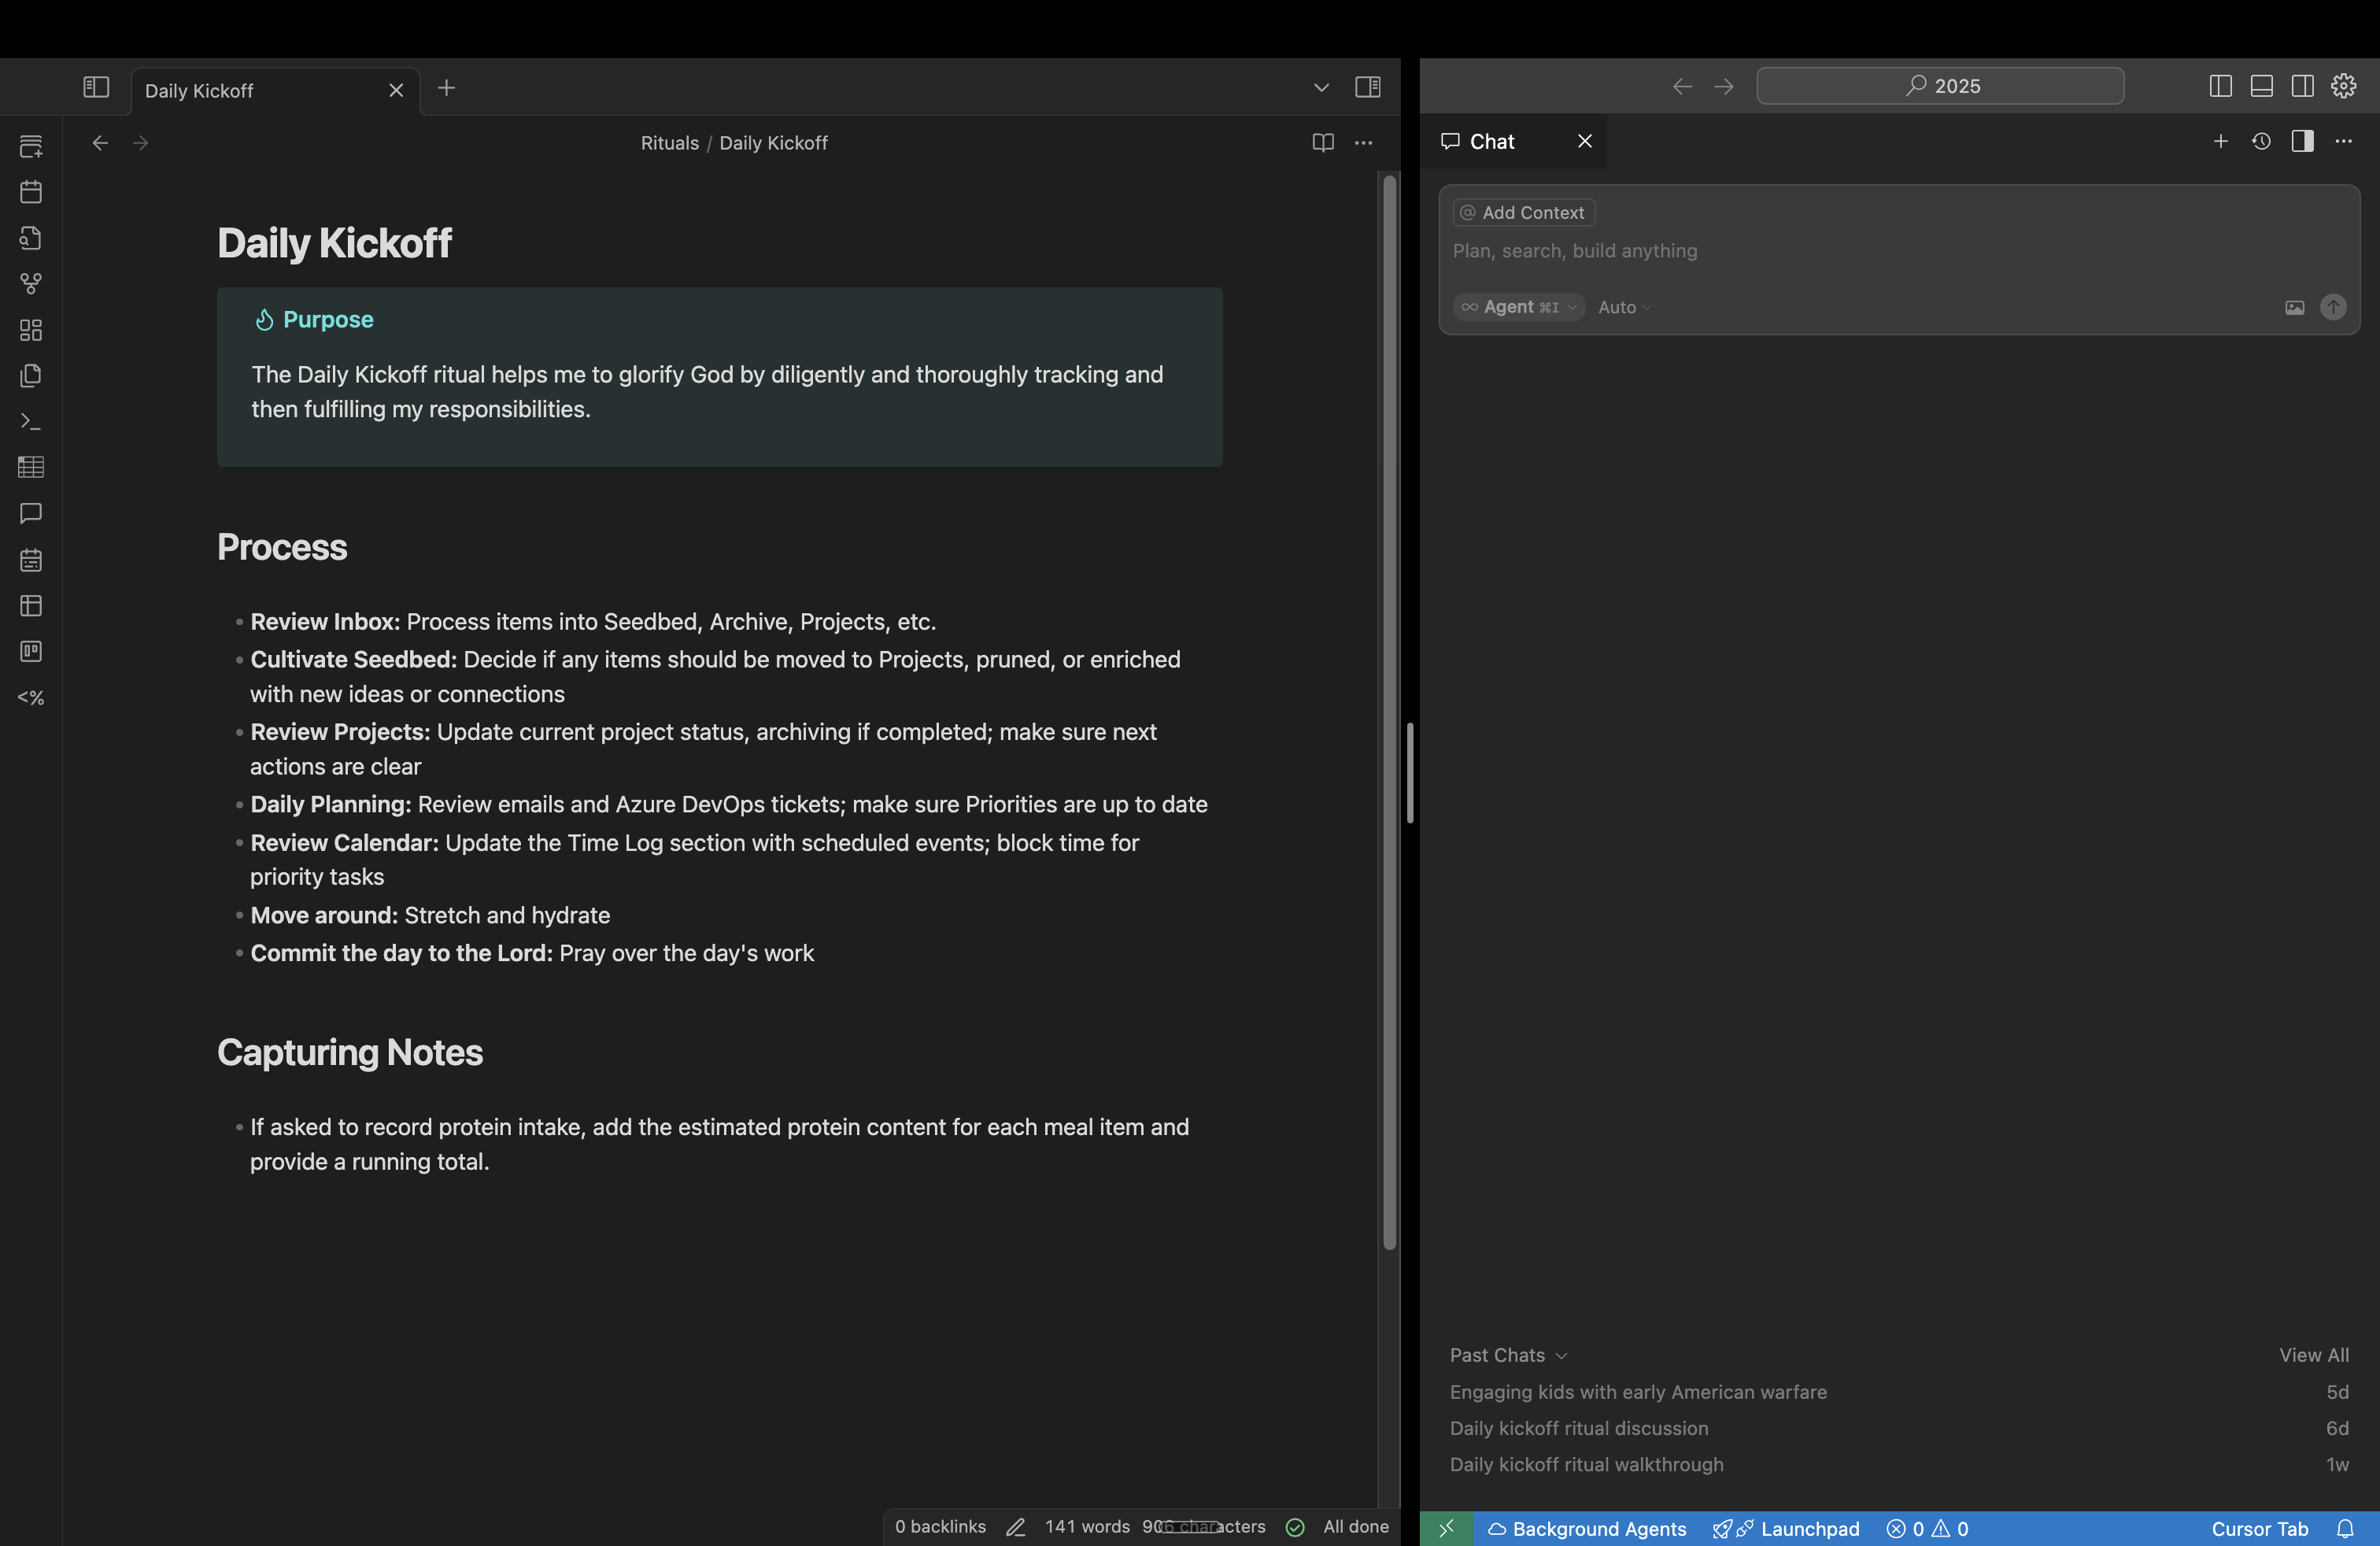 Daily Kickoff
Rituals / Daily Kickoff
Daily Kickoff
Purpose
The Daily Kickoff ritual helps me to glorify God by diligently and thoroughly tracking and
then fulfilling my responsibilities.
Process
Review Inbox: Process items into Seedbed, Archive, Projects, etc.
Cultivate Seedbed: Decide if any items should be moved to Projects, pruned, or enriched
with new ideas or connections
Review Projects: Update current project status, archiving if completed; make sure next
actions are clear
Daily Planning: Review emails and Azure DevOps tickets; make sure Priorities are up to date
Review Calendar: Update the Time Log section with scheduled events; block time for
priority tasks
Move around: Stretch and hydrate
Commit the day to the Lord: Pray over the day's work
Capturing Notes
If asked to record protein intake, add the estimated protein content for each meal item and
provide a running total.
<%
0 backlinks 141 words 906 characters All done
2025
Chat
@ Add Context
Plan, search, build anything
∞ Agent ⌘I Auto
Past Chats View All
Engaging kids with early American warfare 5d
Daily kickoff ritual discussion 6d
Daily kickoff ritual walkthrough 1w
Background Agents Launchpad 0 0 Cursor Tab